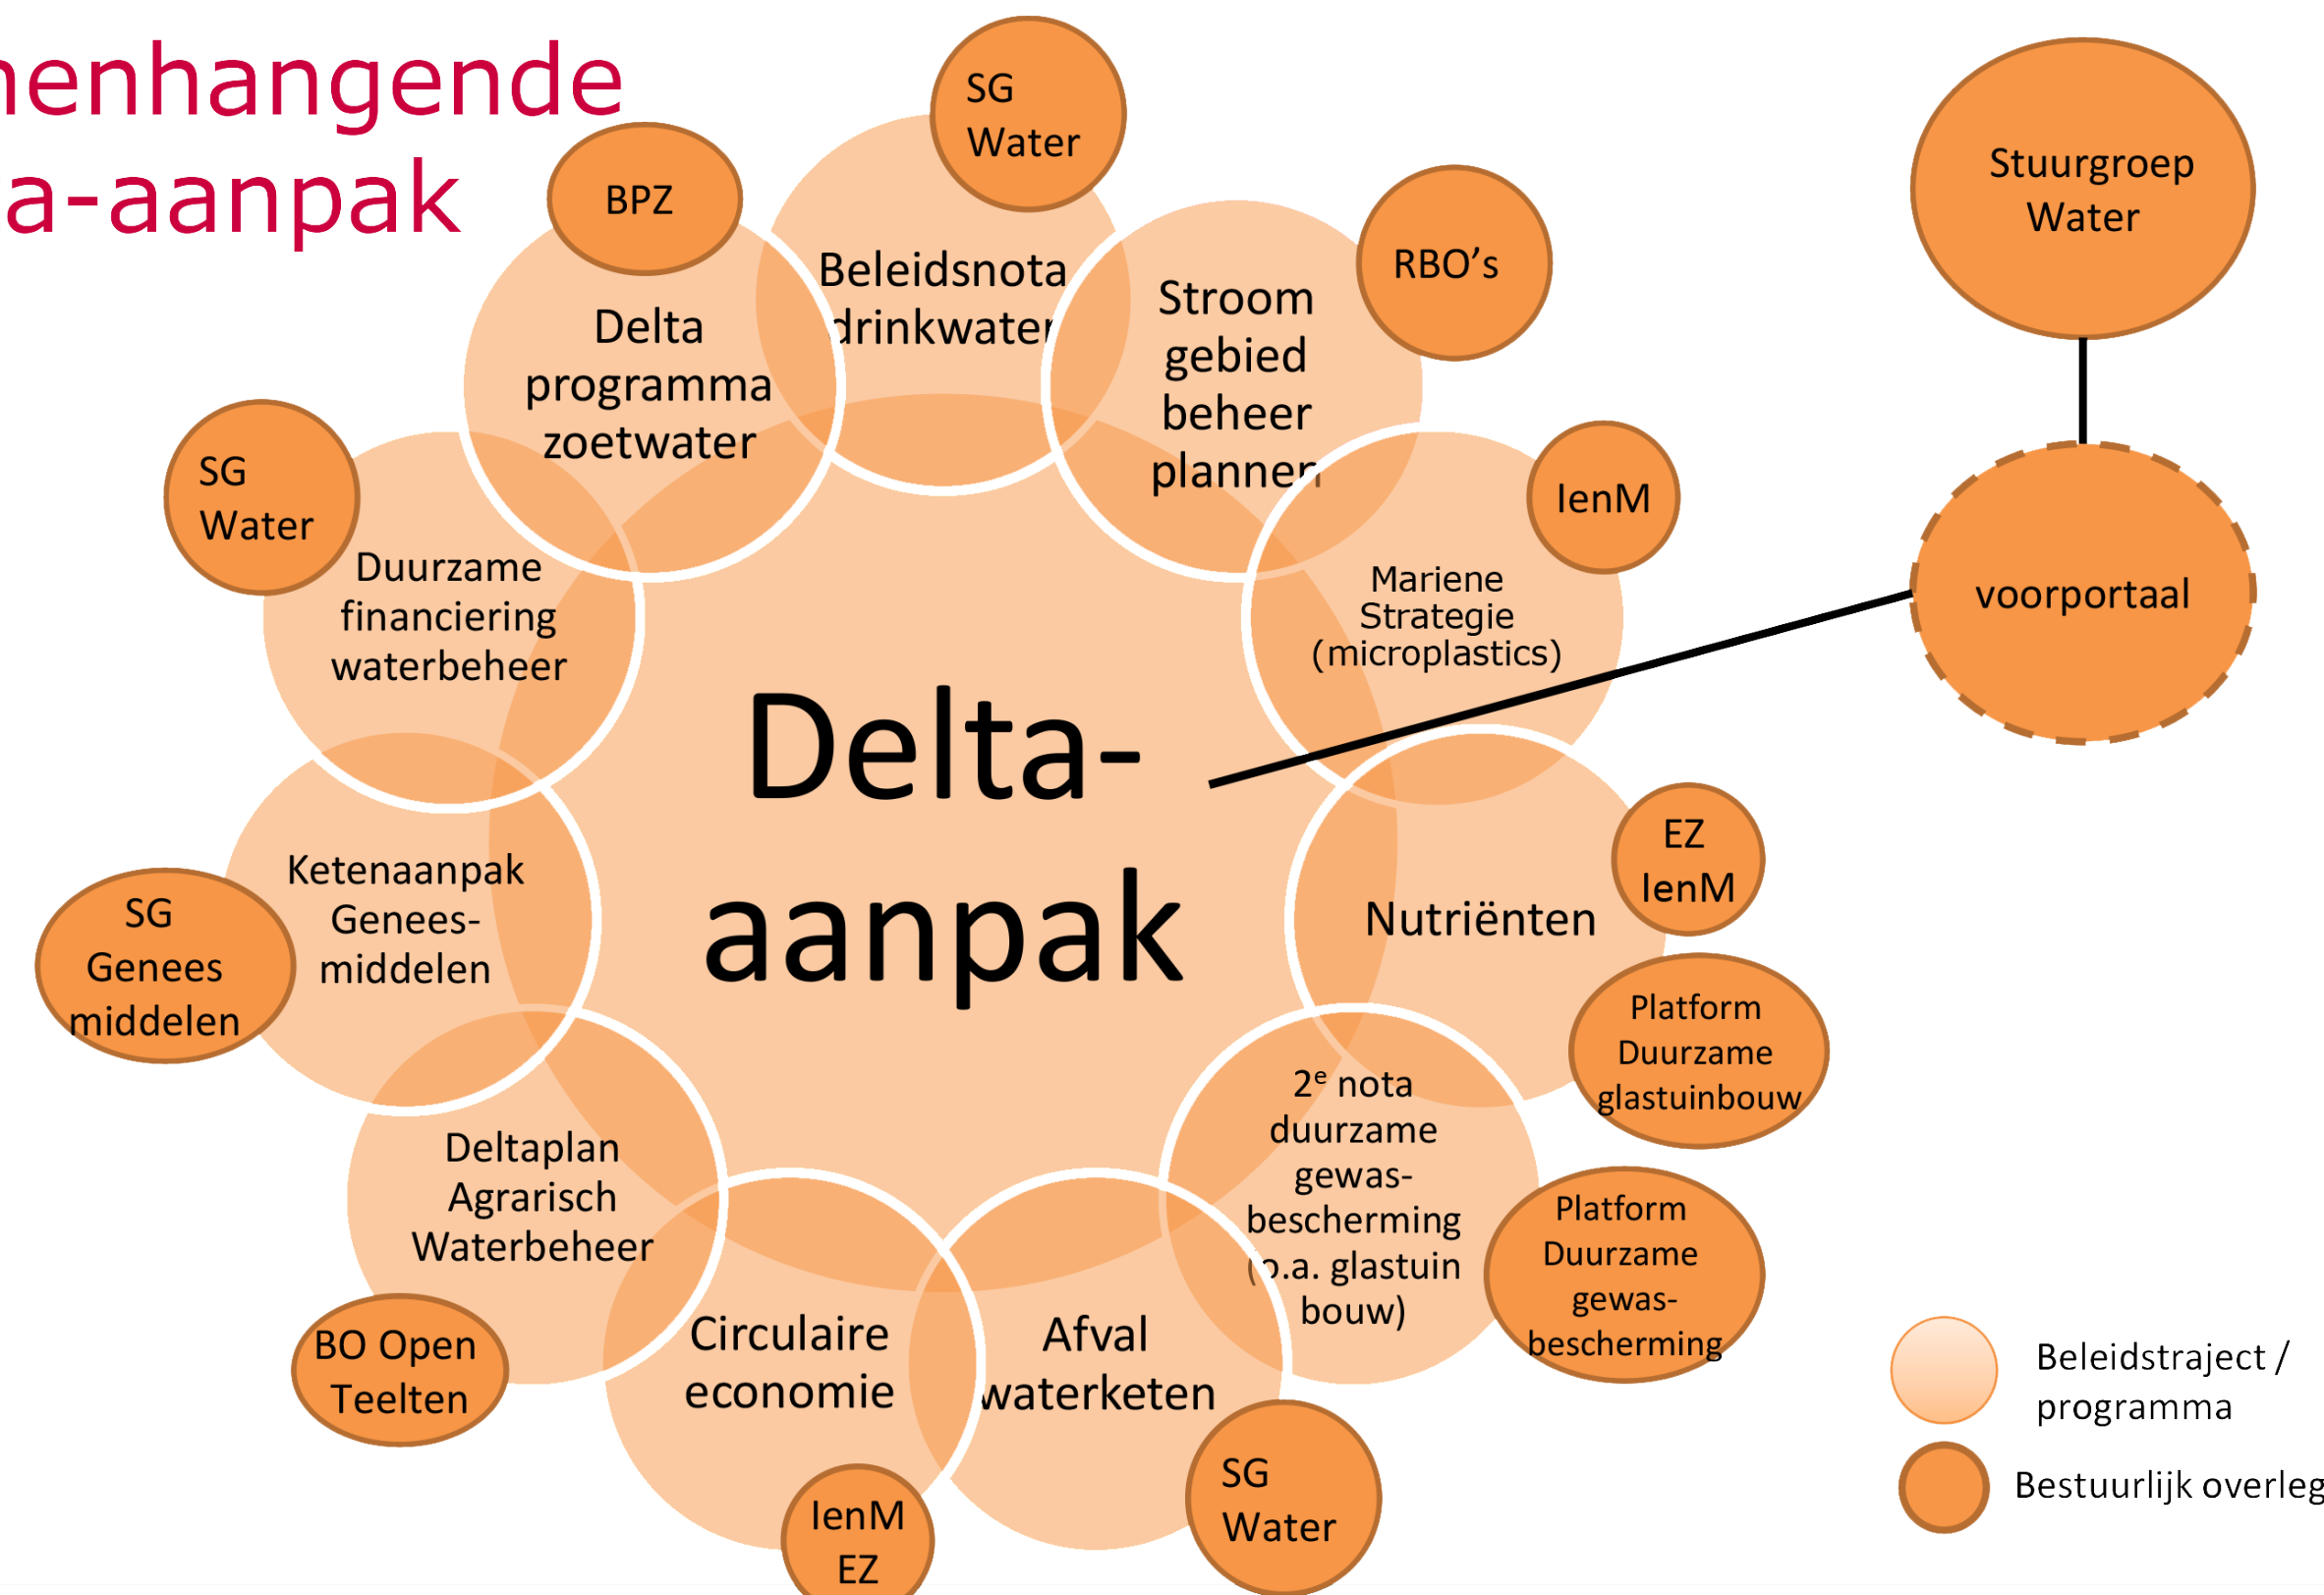 menhangende
a-aanpak
SG
Water
BPZ
Beleidsnota
drinkwater
RBO’s
Stroom
gebied
beheer
plannen
Delta
programma
zoetwater
Stuurgroep
Water
voorportaal
SG
Water
IenM
Duurzame
financiering
waterbeheer
Mariene
Strategie
(microplastics)
Delta-
aanpak
EZ
IenM
Nutriënten
Ketenaanpak
Genees-
middelen
SG
Genees
middelen
Platform
Duurzame
glastuinbouw
2e nota
duurzame
gewas-
bescherming
(o.a. glastuin
bouw)
Platform
Duurzame
gewas-
bescherming
Deltaplan
Agrarisch
Waterbeheer
BO Open
Teelten
Circulaire
economie
Afval
waterketen
IenM
EZ
SG
Water
Beleidstraject /
programma
Bestuurlijk overleg